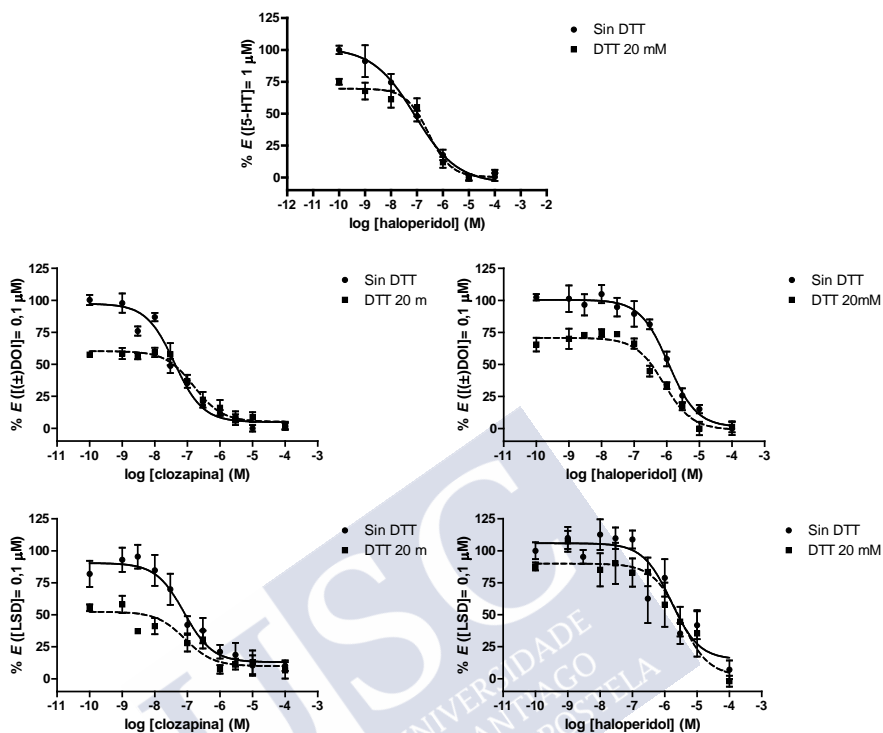 Sin DTT
DTT 20 mM
% E ([5-HT]= 1 µM)
125
100
75
50
25
0
-12 -11 -10 -9 -8 -7 -6 -5 -4 -3 -2
log [haloperidol] (M)
Sin DTT
DTT 20 m
% E ([(±)DOI]= 0,1 µM)
125
100
75
50
25
0
-11 -10 -9 -8 -7 -6 -5 -4 -3
log [clozapina] (M)
Sin DTT
DTT 20mM
% E ([(±)DOI]= 0,1 µM)
125
100
75
50
25
0
-11 -10 -9 -8 -7 -6 -5 -4 -3
log [haloperidol] (M)
Sin DTT
DTT 20 m
% E ([LSD]= 0,1 µM)
125
100
75
50
25
0
-11 -10 -9 -8 -7 -6 -5 -4 -3
log [clozapina] (M)
Sin DTT
DTT 20 mM
% E ([LSD]= 0,1 µM)
125
100
75
50
25
0
-11 -10 -9 -8 -7 -6 -5 -4 -3
log [haloperidol] (M)
USC